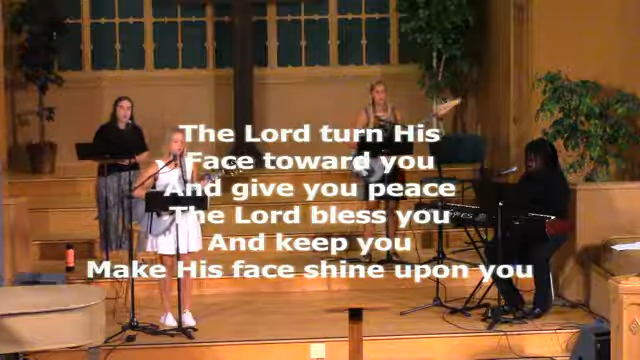 The Lord turn His
Face toward you
And give you peace
The Lord bless you
And keep you
Make His face shine upon you